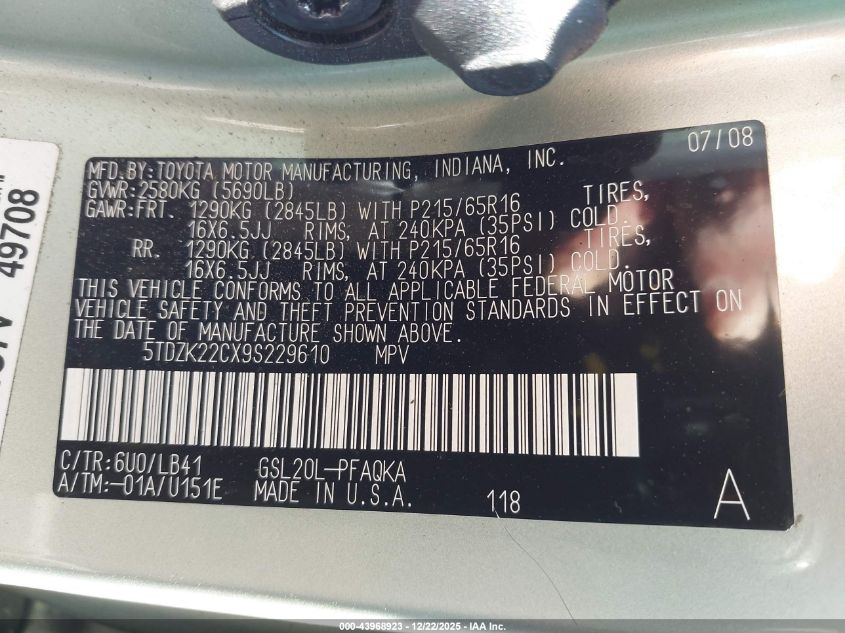 49708
07/08
MFD.BY:TOYOTA MOTOR MANUFACTURING, INDIANA, INC.
GVWR:2580KG (5690LB)
GAWR:FRT. 1290KG (2845LB) WITH P215/65R16 TIRES,
16X6.5JJ RIMS, AT 240KPA (35PSI) COLD.
RR. 1290KG (2845LB) WITH P215/65R16 TIRES,
16X6.5JJ RIMS, AT 240KPA (35PSI) COLD.
THIS VEHICLE CONFORMS TO ALL APPLICABLE FEDERAL MOTOR
VEHICLE SAFETY AND THEFT PREVENTION STANDARDS IN EFFECT ON
THE DATE OF MANUFACTURE SHOWN ABOVE.
5TDZK22CX9S229610 MPV
C/TR:6U0/LB41 GSL20L-PFAQKA
A/TM:-01A/U151E MADE IN U.S.A. 118 A
000-43968923 - 12/22/2025 - IAA Inc.